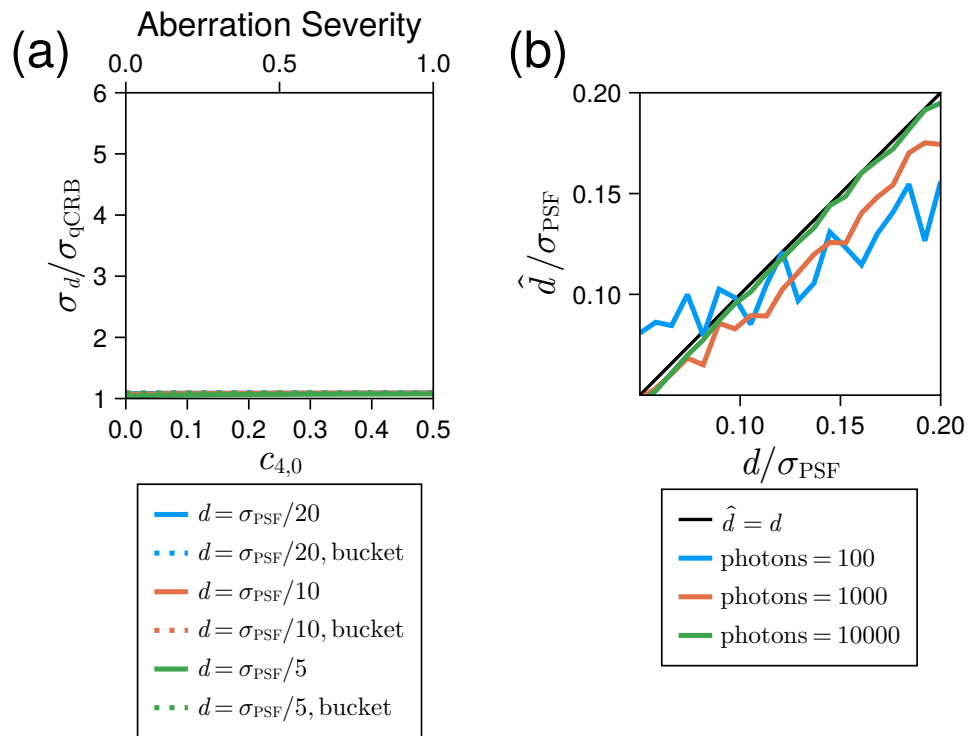 (a)
Aberration Severity
0.0 0.5 1.0
6
5
4
3
2
1
σ_d/σ_qCRB
0.0 0.1 0.2 0.3 0.4 0.5
c_4,0
d = σ_PSF/20
d = σ_PSF/20, bucket
d = σ_PSF/10
d = σ_PSF/10, bucket
d = σ_PSF/5
d = σ_PSF/5, bucket
(b)
0.20
0.15
0.10
d̂/σ_PSF
0.10 0.15 0.20
d/σ_PSF
d̂ = d
photons = 100
photons = 1000
photons = 10000